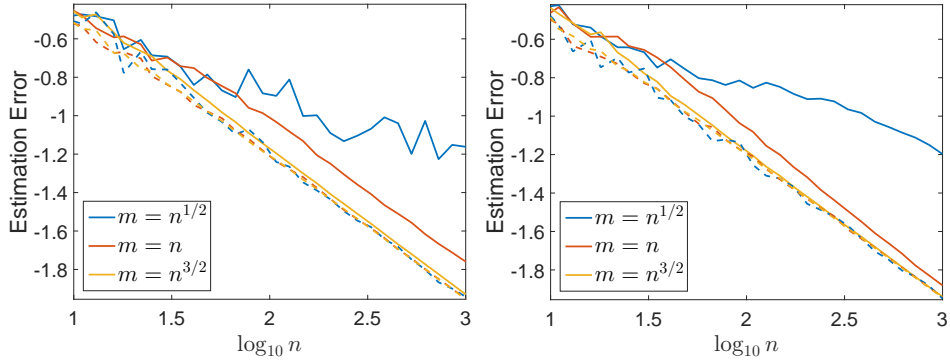 -0.6
-0.8
-1
-1.2
-1.4
-1.6
-1.8
Estimation Error
m = n^{1/2}
m = n
m = n^{3/2}
1
1.5
2
2.5
3
log_{10} n
-0.6
-0.8
-1
-1.2
-1.4
-1.6
-1.8
Estimation Error
m = n^{1/2}
m = n
m = n^{3/2}
1
1.5
2
2.5
3
log_{10} n